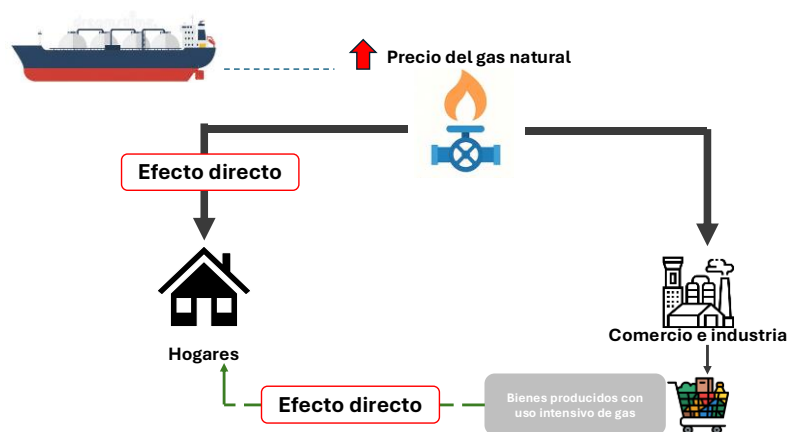 Precio del gas natural
Efecto directo
Hogares
Comercio e industria
Efecto directo
Bienes producidos con
uso intensivo de gas